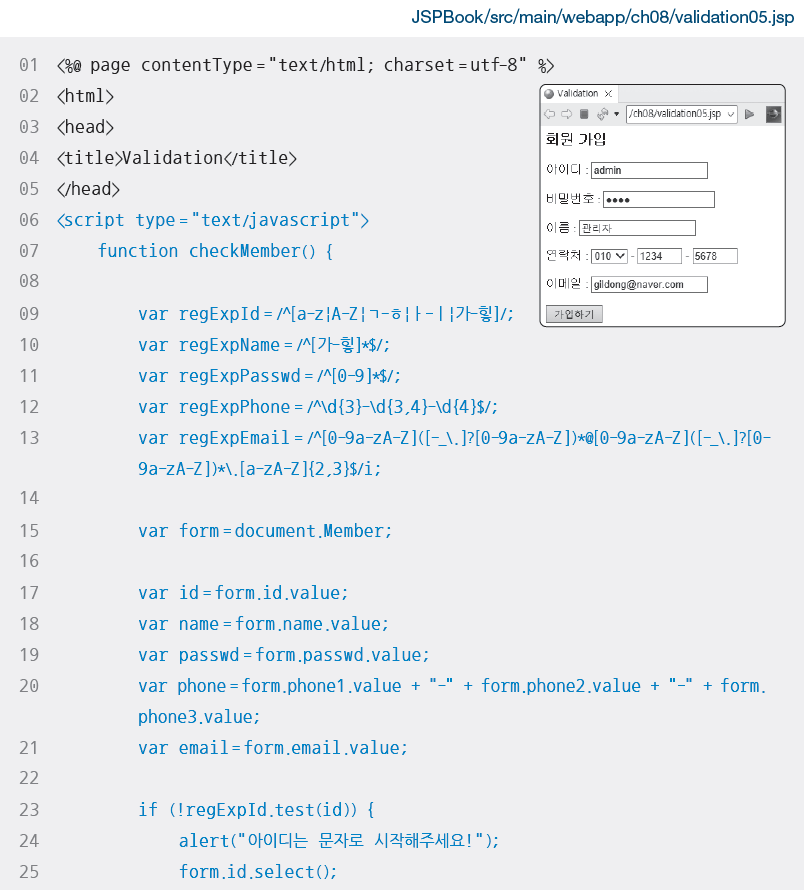 JSPBook/src/main/webapp/ch08/validation05.jsp
01 <%@ page contentType="text/html; charset=utf-8" %>
02 <html>
03 <head>
04 <title>Validation</title>
05 </head>
06 <script type="text/javascript">
07 function checkMember() {
08
09 var regExpId=/^[a-z|A-Z|ㄱ-ㅎ|ㅏ-ㅣ|가-힣]/;
10 var regExpName=/^[가-힣]*$/;
11 var regExpPasswd=/^[0-9]*$/;
12 var regExpPhone=/^\d{3}-\d{3,4}-\d{4}$/;
13 var regExpEmail=/^[0-9a-zA-Z]([-_\.]?[0-9a-zA-Z])*@[0-9a-zA-Z]([-_\.]?[0-
9a-zA-Z])*\.[a-zA-Z]{2,3}$/i;
14
15 var form=document.Member;
16
17 var id=form.id.value;
18 var name=form.name.value;
19 var passwd=form.passwd.value;
20 var phone=form.phone1.value + "-" + form.phone2.value + "-" + form.
phone3.value;
21 var email=form.email.value;
22
23 if (!regExpId.test(id)) {
24 alert("아이디는 문자로 시작해주세요!");
25 form.id.select();
Validation
/ch08/validation05.jsp
회원 가입
아이디 : admin
비밀번호 : ●●●●
이름 : 관리자
연락처 : 010 - 1234 - 5678
이메일 : gildong@naver.com
가입하기